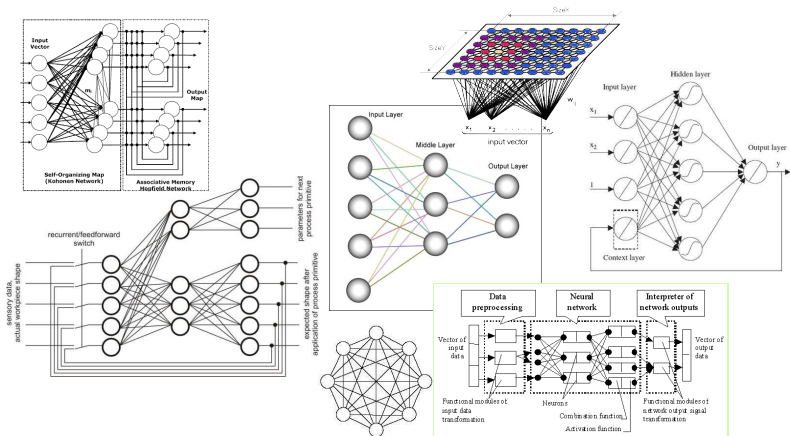 Input
Vector
m
Output
Map
Self-Organizing Map
(Kohonen Network)
Associative Memory
Hopfield Network
SizeX
SizeY
w
x1 x2 . . . . . xn
input vector
Input Layer
Middle Layer
Output Layer
Hidden layer
Input layer
Output layer
x1
x2
1
y
Context layer
recurrent/feedforward
switch
sensory data,
actual workpiece shape
parameters for next
process primitive
expected shape after
application of process primitive
Data
preprocessing
Neural
network
Interpreter of
network outputs
Vector of
input
data
Vector of
output
data
Functional modules of
input data
transformation
Neurons
Combination function
Activation function
Functional modules of
network output signal
transformation